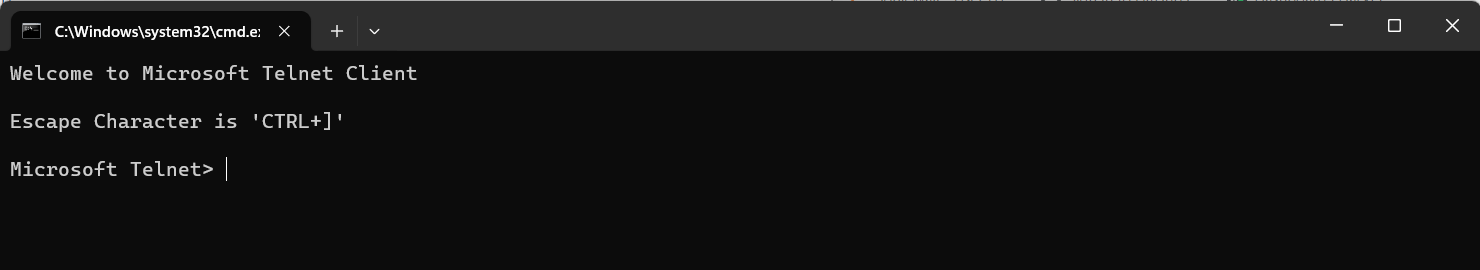 C:\Windows\system32\cmd.e
Welcome to Microsoft Telnet Client
Escape Character is 'CTRL+]'
Microsoft Telnet>